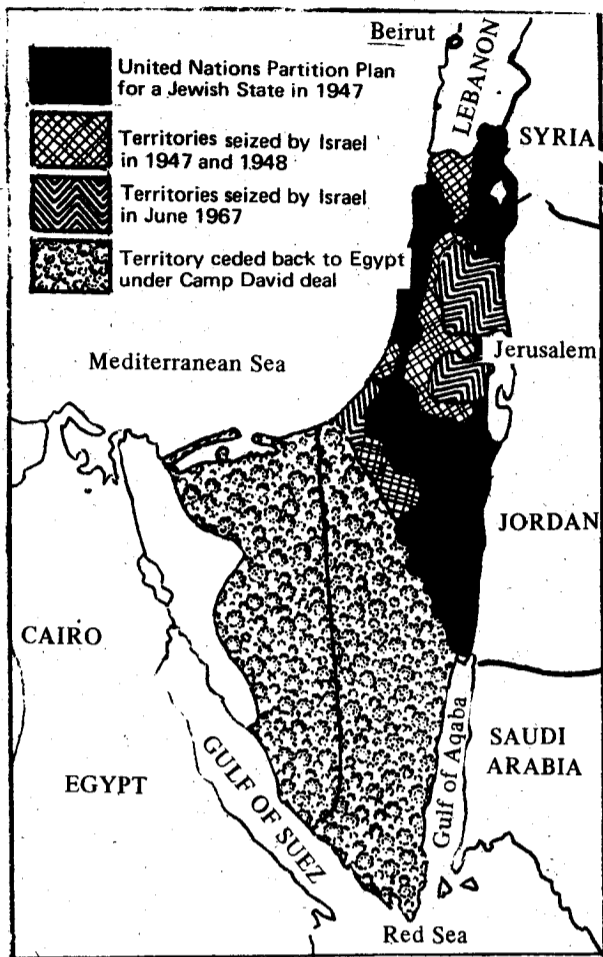 Beirut
United Nations Partition Plan
for a Jewish State in 1947
LEBANON
SYRIA
Territories seized by Israel
in 1947 and 1948
Territories seized by Israel
in June 1967
Territory ceded back to Egypt
under Camp David deal
Mediterranean Sea
Jerusalem
JORDAN
CAIRO
GULF OF SUEZ
Gulf of Aqaba
SAUDI
ARABIA
EGYPT
Red Sea